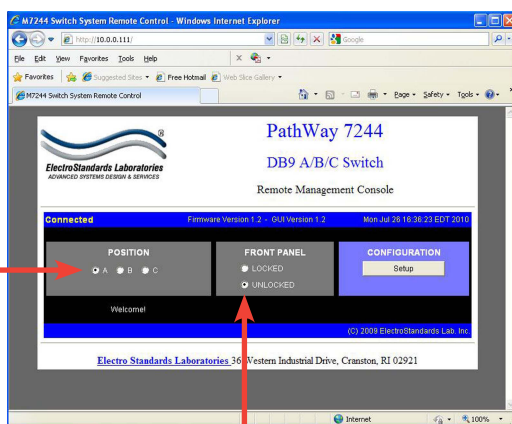 M7244 Switch System Remote Control - Windows Internet Explorer
http://10.0.0.111/
Google
File Edit View Favorites Tools Help
X
Favorites Suggested Sites Free Hotmail Web Slice Gallery
M7244 Switch System Remote Control
Page Safety Tools
PathWay 7244
DB9 A/B/C Switch
Remote Management Console
®
ElectroStandards Laboratories
ADVANCED SYSTEMS DESIGN & SERVICES
Connected Firmware Version 1.2 - GUI Version 1.2 Mon Jul 26 16:36:23 EDT 2010
POSITION
A B C
FRONT PANEL
LOCKED
UNLOCKED
CONFIGURATION
Setup
Welcome!
(C) 2009 ElectroStandards Lab. Inc.
Electro Standards Laboratories 36 Western Industrial Drive, Cranston, RI 02921
Internet 100%